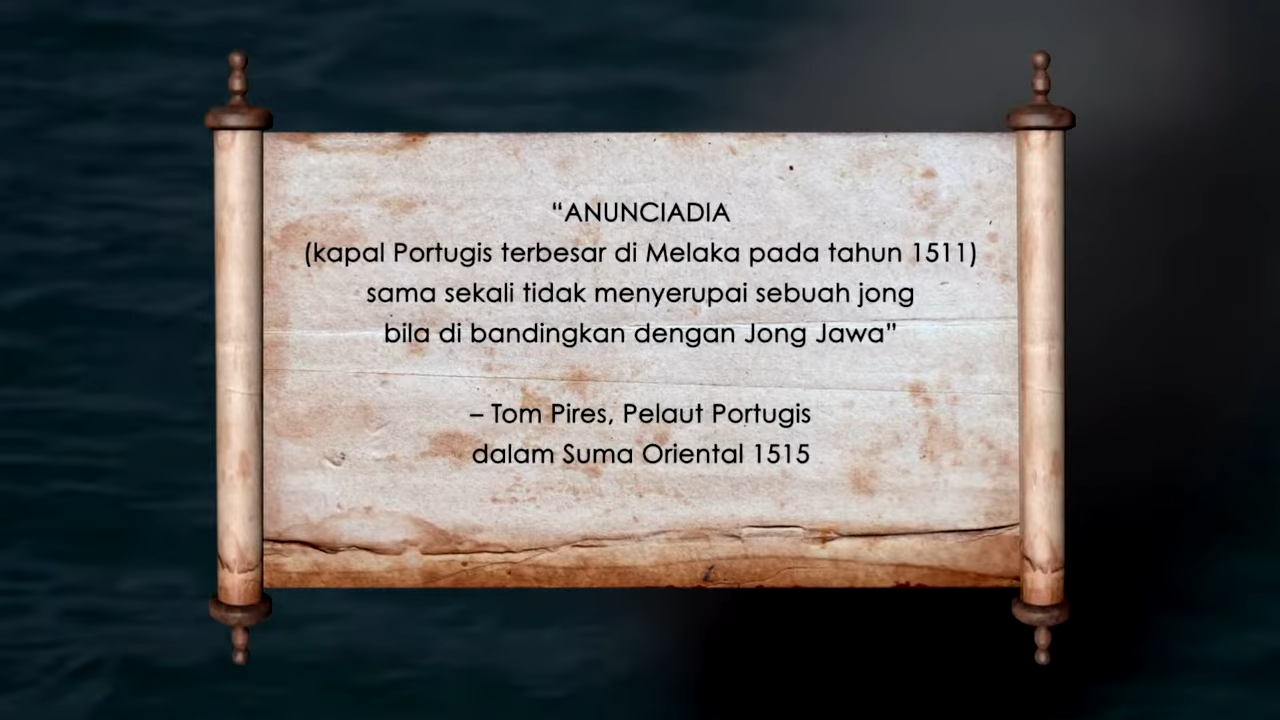 “ANUNCIADIA
(kapal Portugis terbesar di Melaka pada tahun 1511)
sama sekali tidak menyerupai sebuah jong
bila di bandingkan dengan Jong Jawa”
– Tom Pires, Pelaut Portugis
dalam Suma Oriental 1515